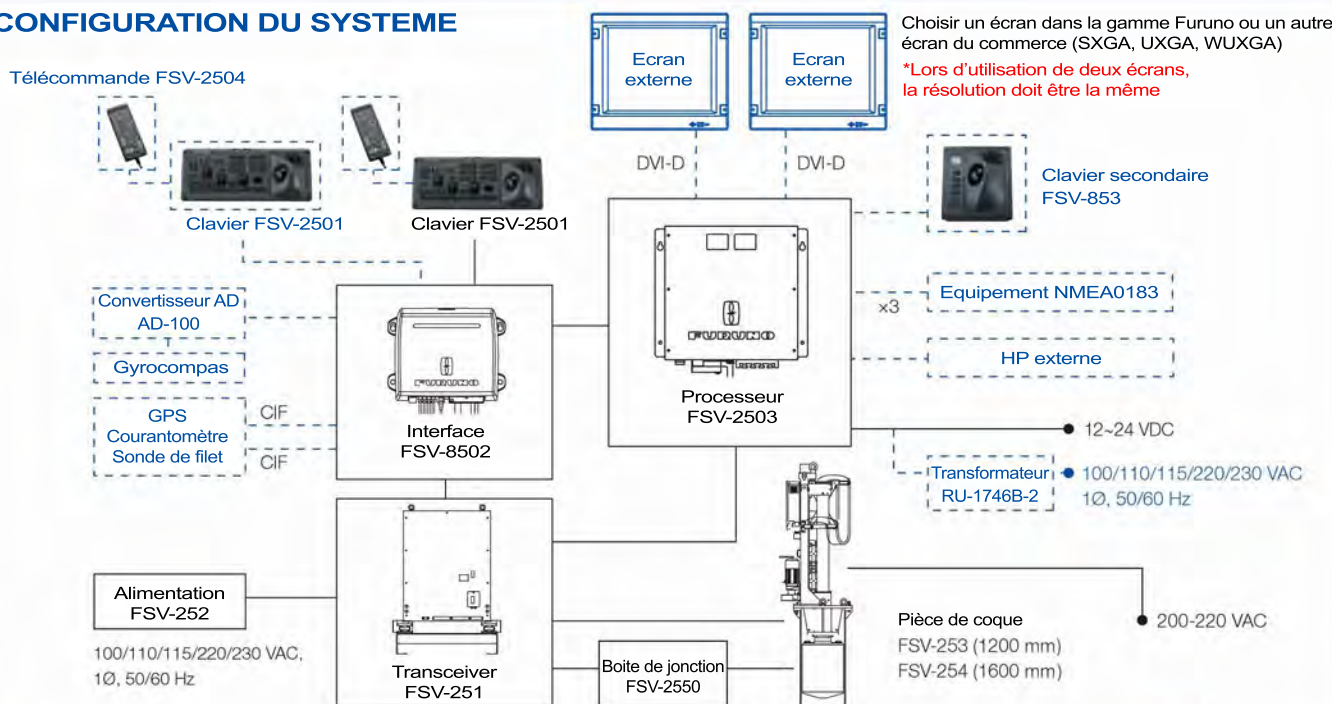 CONFIGURATION DU SYSTEME
Choisir un écran dans la gamme Furuno ou un autre
écran du commerce (SXGA, UXGA, WUXGA)
*Lors d’utilisation de deux écrans,
la résolution doit être la même
Ecran
externe
Ecran
externe
Télécommande FSV-2504
DVI-D
DVI-D
Clavier secondaire
FSV-853
Clavier FSV-2501
Clavier FSV-2501
Convertisseur AD
AD-100
Gyrocompas
GPS
Courantomètre
Sonde de filet
CIF
CIF
FURUNO
Interface
FSV-8502
FURUNO
Processeur
FSV-2503
×3
Equipement NMEA0183
HP externe
12~24 VDC
Transformateur
RU-1746B-2
100/110/115/220/230 VAC
1Ø, 50/60 Hz
Alimentation
FSV-252
100/110/115/220/230 VAC,
1Ø, 50/60 Hz
Transceiver
FSV-251
Boite de jonction
FSV-2550
Pièce de coque
FSV-253 (1200 mm)
FSV-254 (1600 mm)
200-220 VAC